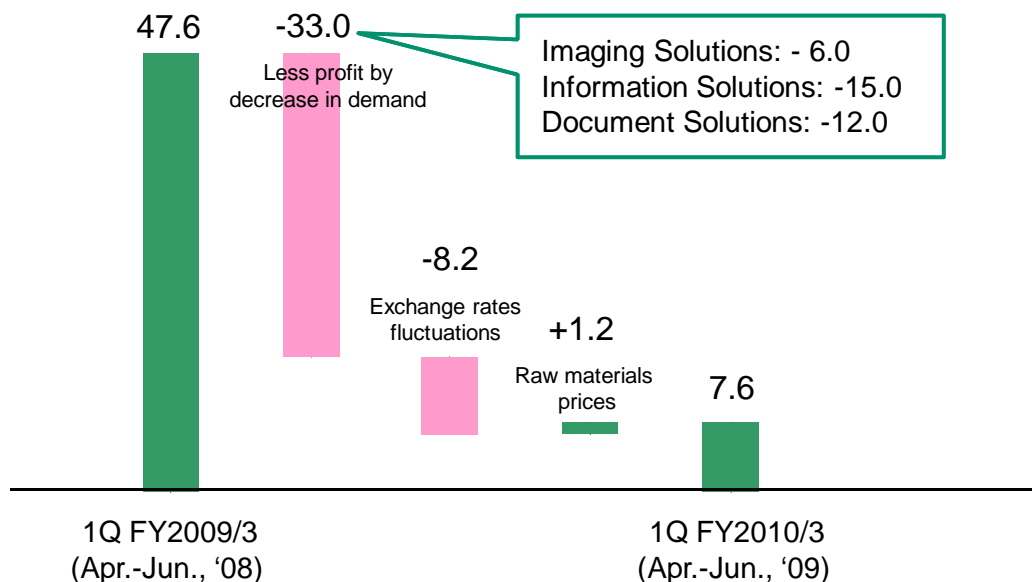 47.6
-33.0
Less profit by
decrease in demand
Imaging Solutions: - 6.0
Information Solutions: -15.0
Document Solutions: -12.0
-8.2
Exchange rates
fluctuations
+1.2
Raw materials
prices
7.6
1Q FY2009/3
(Apr.-Jun., ‘08)
1Q FY2010/3
(Apr.-Jun., ‘09)